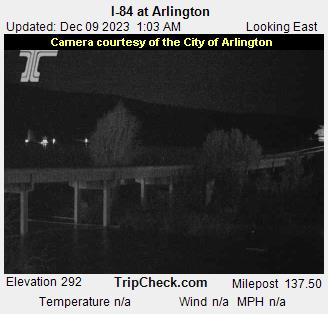 I-84 at Arlington
Updated: Dec 09 2023 1:03 AM Looking East
Camera courtesy of the City of Arlington
Elevation 292 TripCheck.com Milepost 137.50
Temperature n/a Wind n/a MPH n/a